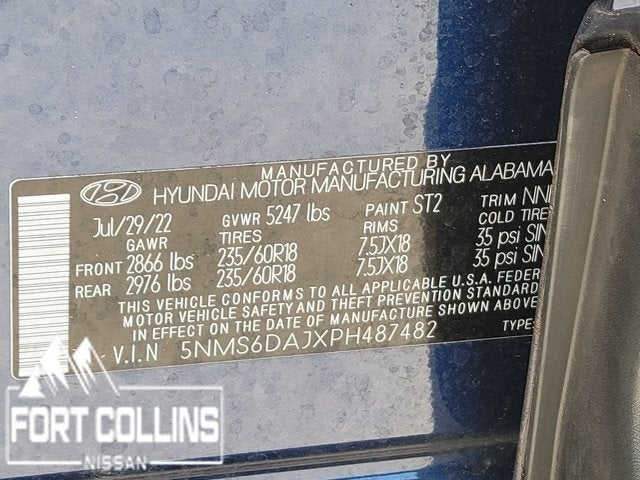 MANUFACTURED BY
HYUNDAI MOTOR MANUFACTURING ALABAMA
Jul/29/22 GVWR 5247 lbs PAINT ST2 TRIM NNB
GAWR TIRES RIMS COLD TIRE
FRONT 2866 lbs 235/60R18 7.5JX18 35 psi SIN
REAR 2976 lbs 235/60R18 7.5JX18 35 psi SIN
THIS VEHICLE CONFORMS TO ALL APPLICABLE U.S.A. FEDER
MOTOR VEHICLE SAFETY AND THEFT PREVENTION STANDARD
IN EFFECT ON THE DATE OF MANUFACTURE SHOWN ABOVE.
V.I.N 5NMS6DAJXPH487482 TYPE:
FORT COLLINS
NISSAN